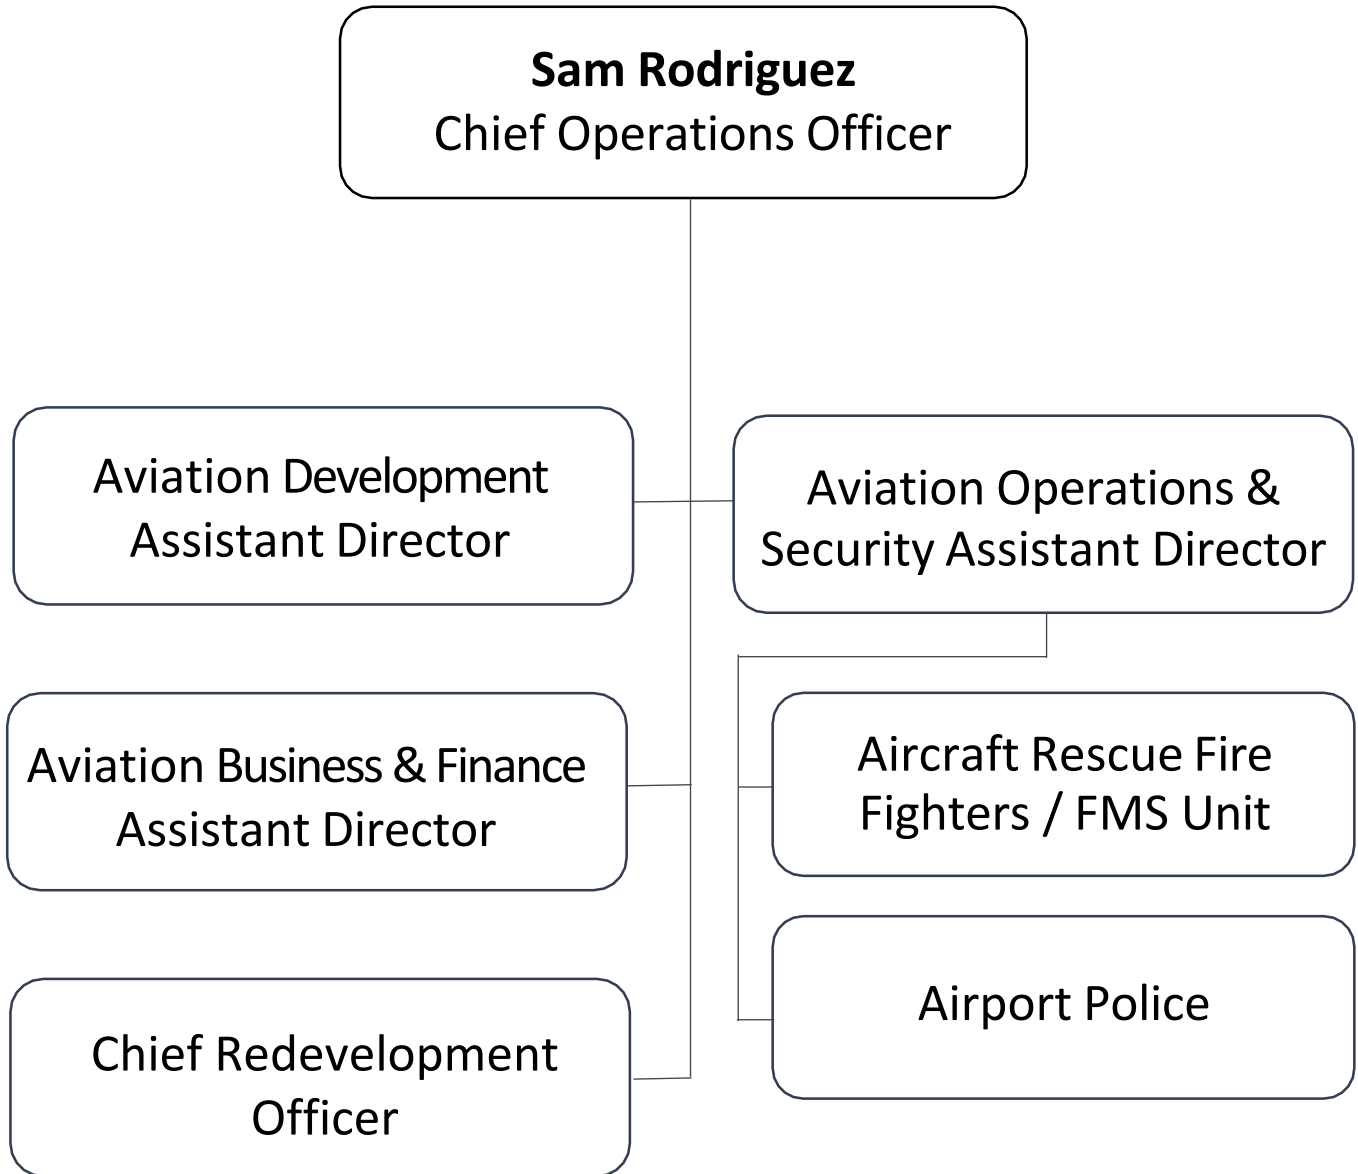 Sam Rodriguez
Chief Operations Officer
Aviation Development
Assistant Director
Aviation Operations &
Security Assistant Director
Aviation Business & Finance
Assistant Director
Aircraft Rescue Fire
Fighters / FMS Unit
Chief Redevelopment
Officer
Airport Police